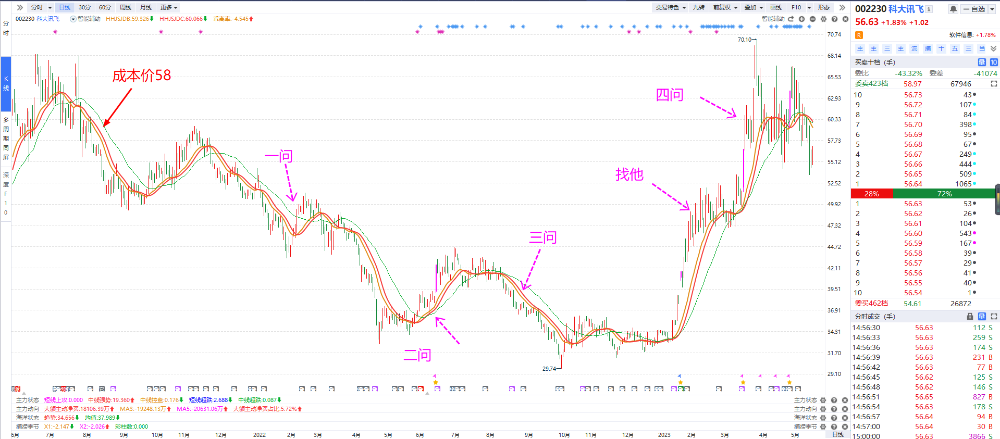 分时 日线 30分 60分 周线 月线 更多 交易特色 九转 前复权 叠加 画线 F10 形态
002230 科大讯飞 智能辅助 HHJSJDB:59.326 HHJSJDC:60.066 乖离率:-4.545 智能辅助
分时
K线
多周期同屏
深度F10
70.74
68.14
65.53
62.93
60.33
57.73
55.12
52.52
49.92
47.32
44.72
42.11
39.51
36.91
34.31
31.70
29.10
70.10
成本价58
四问
一问
找他
三问
二问
29.74
主力状态 短线上攻:0.000 中线强势:19.360 中线控盘:0.176 短线超跌:2.688 中线超跌:0.087 主力状态
主力动向 大额主动净买:18106.39万 MA3:-19248.13万 MA5:-20631.06万 大额主动净买占比:5.72% 主力动向
海洋状态 趋势:34.656 均值:37.989 海洋状态
捕捞季节 X1:-2.147 X2:-2.026 彩柱数:0.000 捕捞季节
6月 7月 8月 9月 10月 11月 12月 2022 2月 3月 4月 5月 6月 7月 8月 9月 10月 11月 12月 2023 2月 3月 4月 5月 日线
002230 科大讯飞 自选
56.63 +1.83% +1.02
R 软件信息: +1.78%
主 主 三 主 流 捕 十 五 三 当
买卖十档 (手) 量 10
委比 -43.32% 委差 -41074
委卖423档 58.97 67946
10 56.73 43
9 56.72 107
8 56.71 84
7 56.70 398
6 56.69 95
5 56.68 67
4 56.67 249
3 56.66 444
2 56.65 509
1 56.64 1065
28% 72%
1 56.63 53
2 56.62 26
3 56.61 104
4 56.60 543
5 56.59 167
6 56.58 39
7 56.57 29
8 56.56 41
9 56.55 40
10 56.54 1
委买462档 54.61 26872
分时成交 (手) 量
14:56:30 56.63 112 S
14:56:33 56.63 259 S
14:56:36 56.63 174 S
14:56:39 56.63 231 B
14:56:42 56.63 77 B
14:56:45 56.62 125 S
14:56:48 56.62 146 S
14:56:51 56.65 827 B
14:56:54 56.63 178 S
14:56:57 56.64 94 B
14:57:00 56.64 30 B
15:00:00 56.63 3866 S